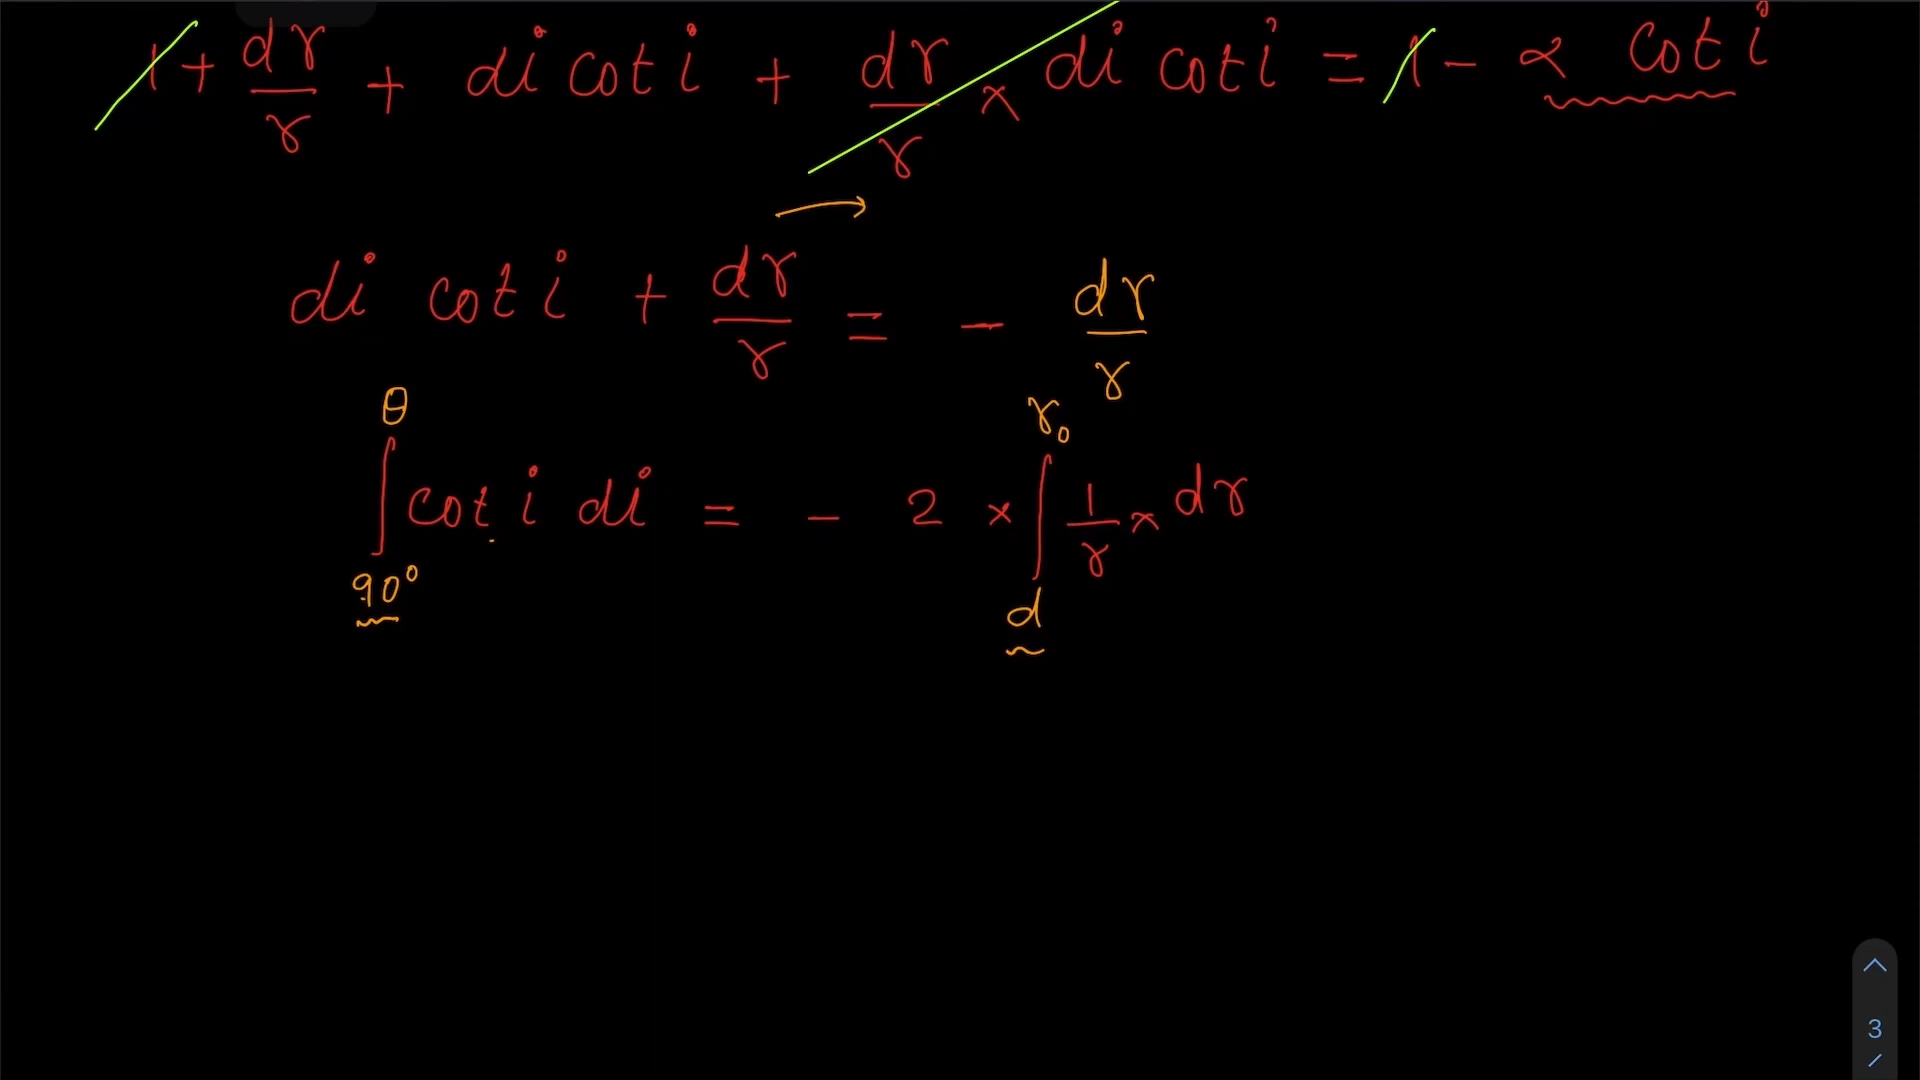 1 + dr/r + di cot i + dr/r × di cot i = 1 - α cot i
di cot i + dr/r = - dr/r
∫_{90°}^{θ} cot i di = - 2 × ∫_{d}^{r₀} 1/r × dr
3